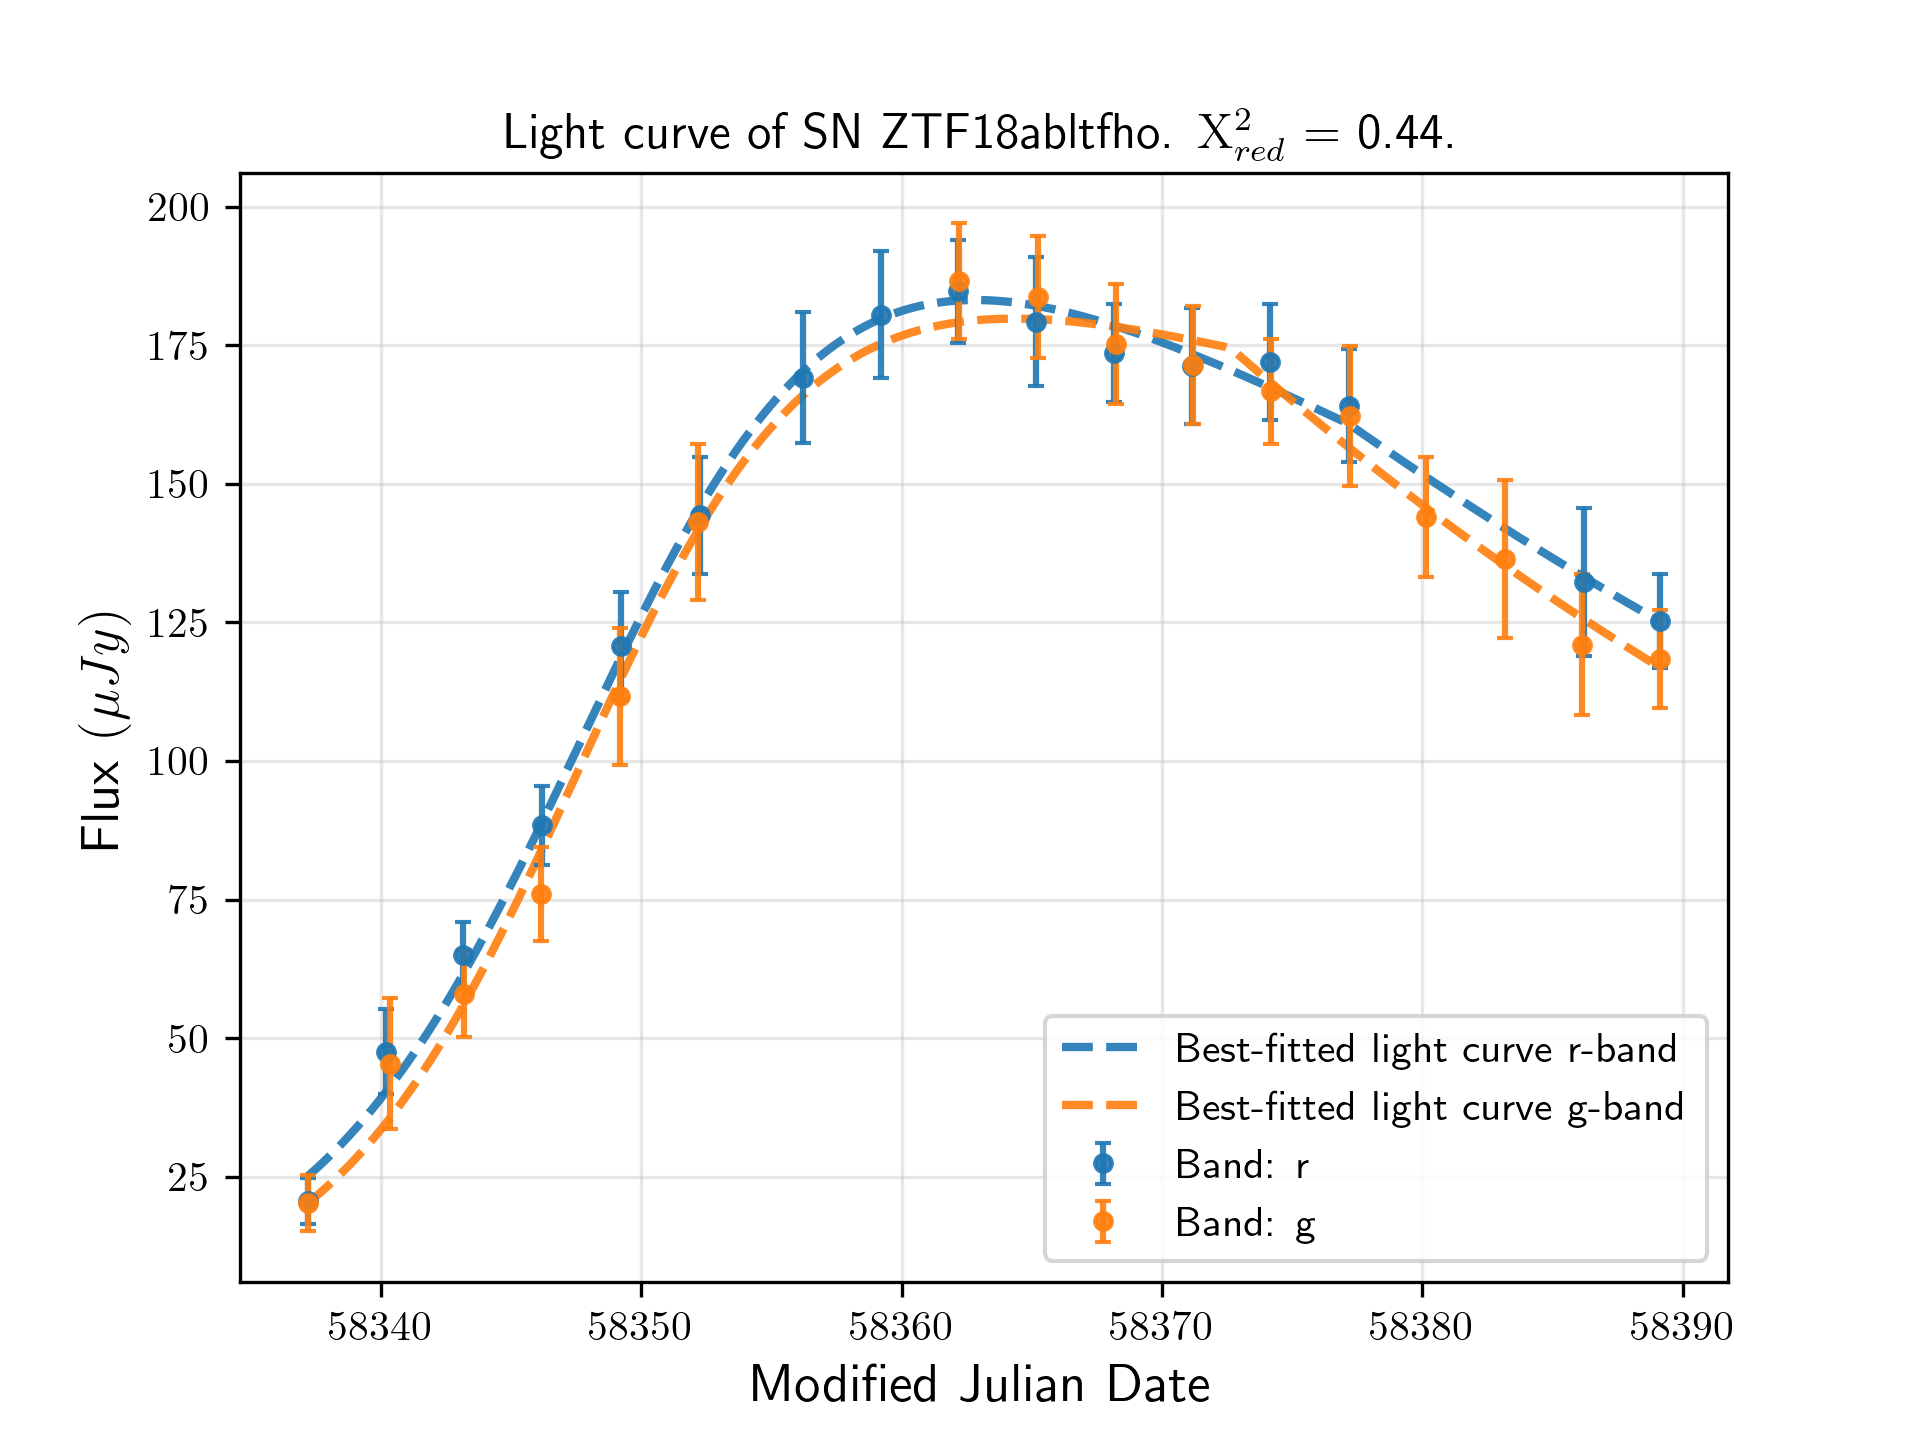 Light curve of SN ZTF18abltfho. X²_red = 0.44.
200
175
150
125
100
75
50
25
Flux (μJy)
58340 58350 58360 58370 58380 58390
Modified Julian Date
Best-fitted light curve r-band
Best-fitted light curve g-band
Band: r
Band: g